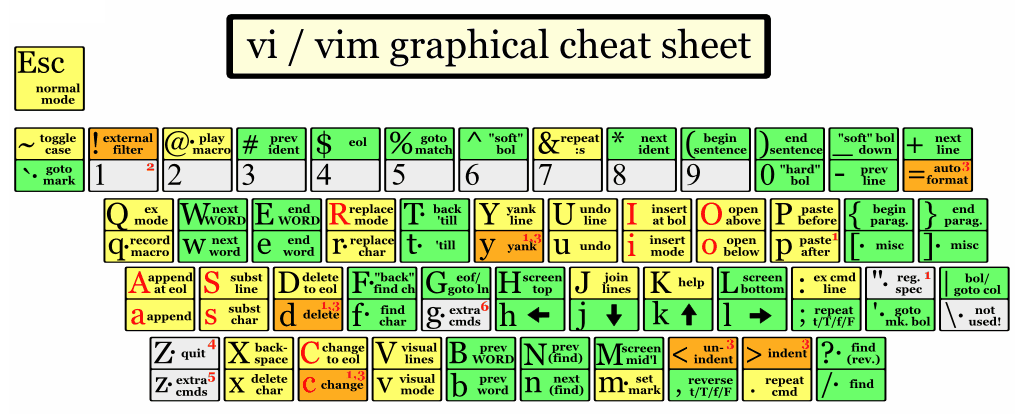 vi / vim graphical cheat sheet
Esc
normal
mode
~ toggle
case
! external
filter
@· play
macro
# prev
ident
$ eol
% goto
match
^ "soft"
bol
& repeat
:s
* next
ident
( begin
sentence
) end
sentence
_ "soft" bol
down
+ next
line
`· goto
mark
1 2
2
3
4
5
6
7
8
9
0 "hard"
bol
- prev
line
= auto 3
format
Q ex
mode
W next
WORD
E end
WORD
R replace
mode
T· back
'till
Y yank
line
U undo
line
I insert
at bol
O open
above
P paste
before
{ begin
parag.
} end
parag.
q· record
macro
w next
word
e end
word
r· replace
char
t· 'till
y yank 1,3
u undo
i insert
mode
o open
below
p paste 1
after
[· misc
]· misc
A append
at eol
S subst
line
D delete
to eol
F· "back"
find ch
G eof/
goto ln
H screen
top
J join
lines
K help
L screen
bottom
: ex cmd
line
"· reg. 1
spec
| bol/
goto col
a append
s subst
char
d delete 1,3
f· find
char
g· extra 6
cmds
h ←
j ↓
k ↑
l →
; repeat
t/T/f/F
'· goto
mk. bol
\· not
used!
Z· quit 4
X back-
space
C change
to eol
V visual
lines
B prev
WORD
N prev
(find)
M screen
mid'l
< un- 3
indent
> indent 3
?· find
(rev.)
z· extra 5
cmds
x delete
char
c change 1,3
v visual
mode
b prev
word
n next
(find)
m· set
mark
, reverse
t/T/f/F
. repeat
cmd
/· find